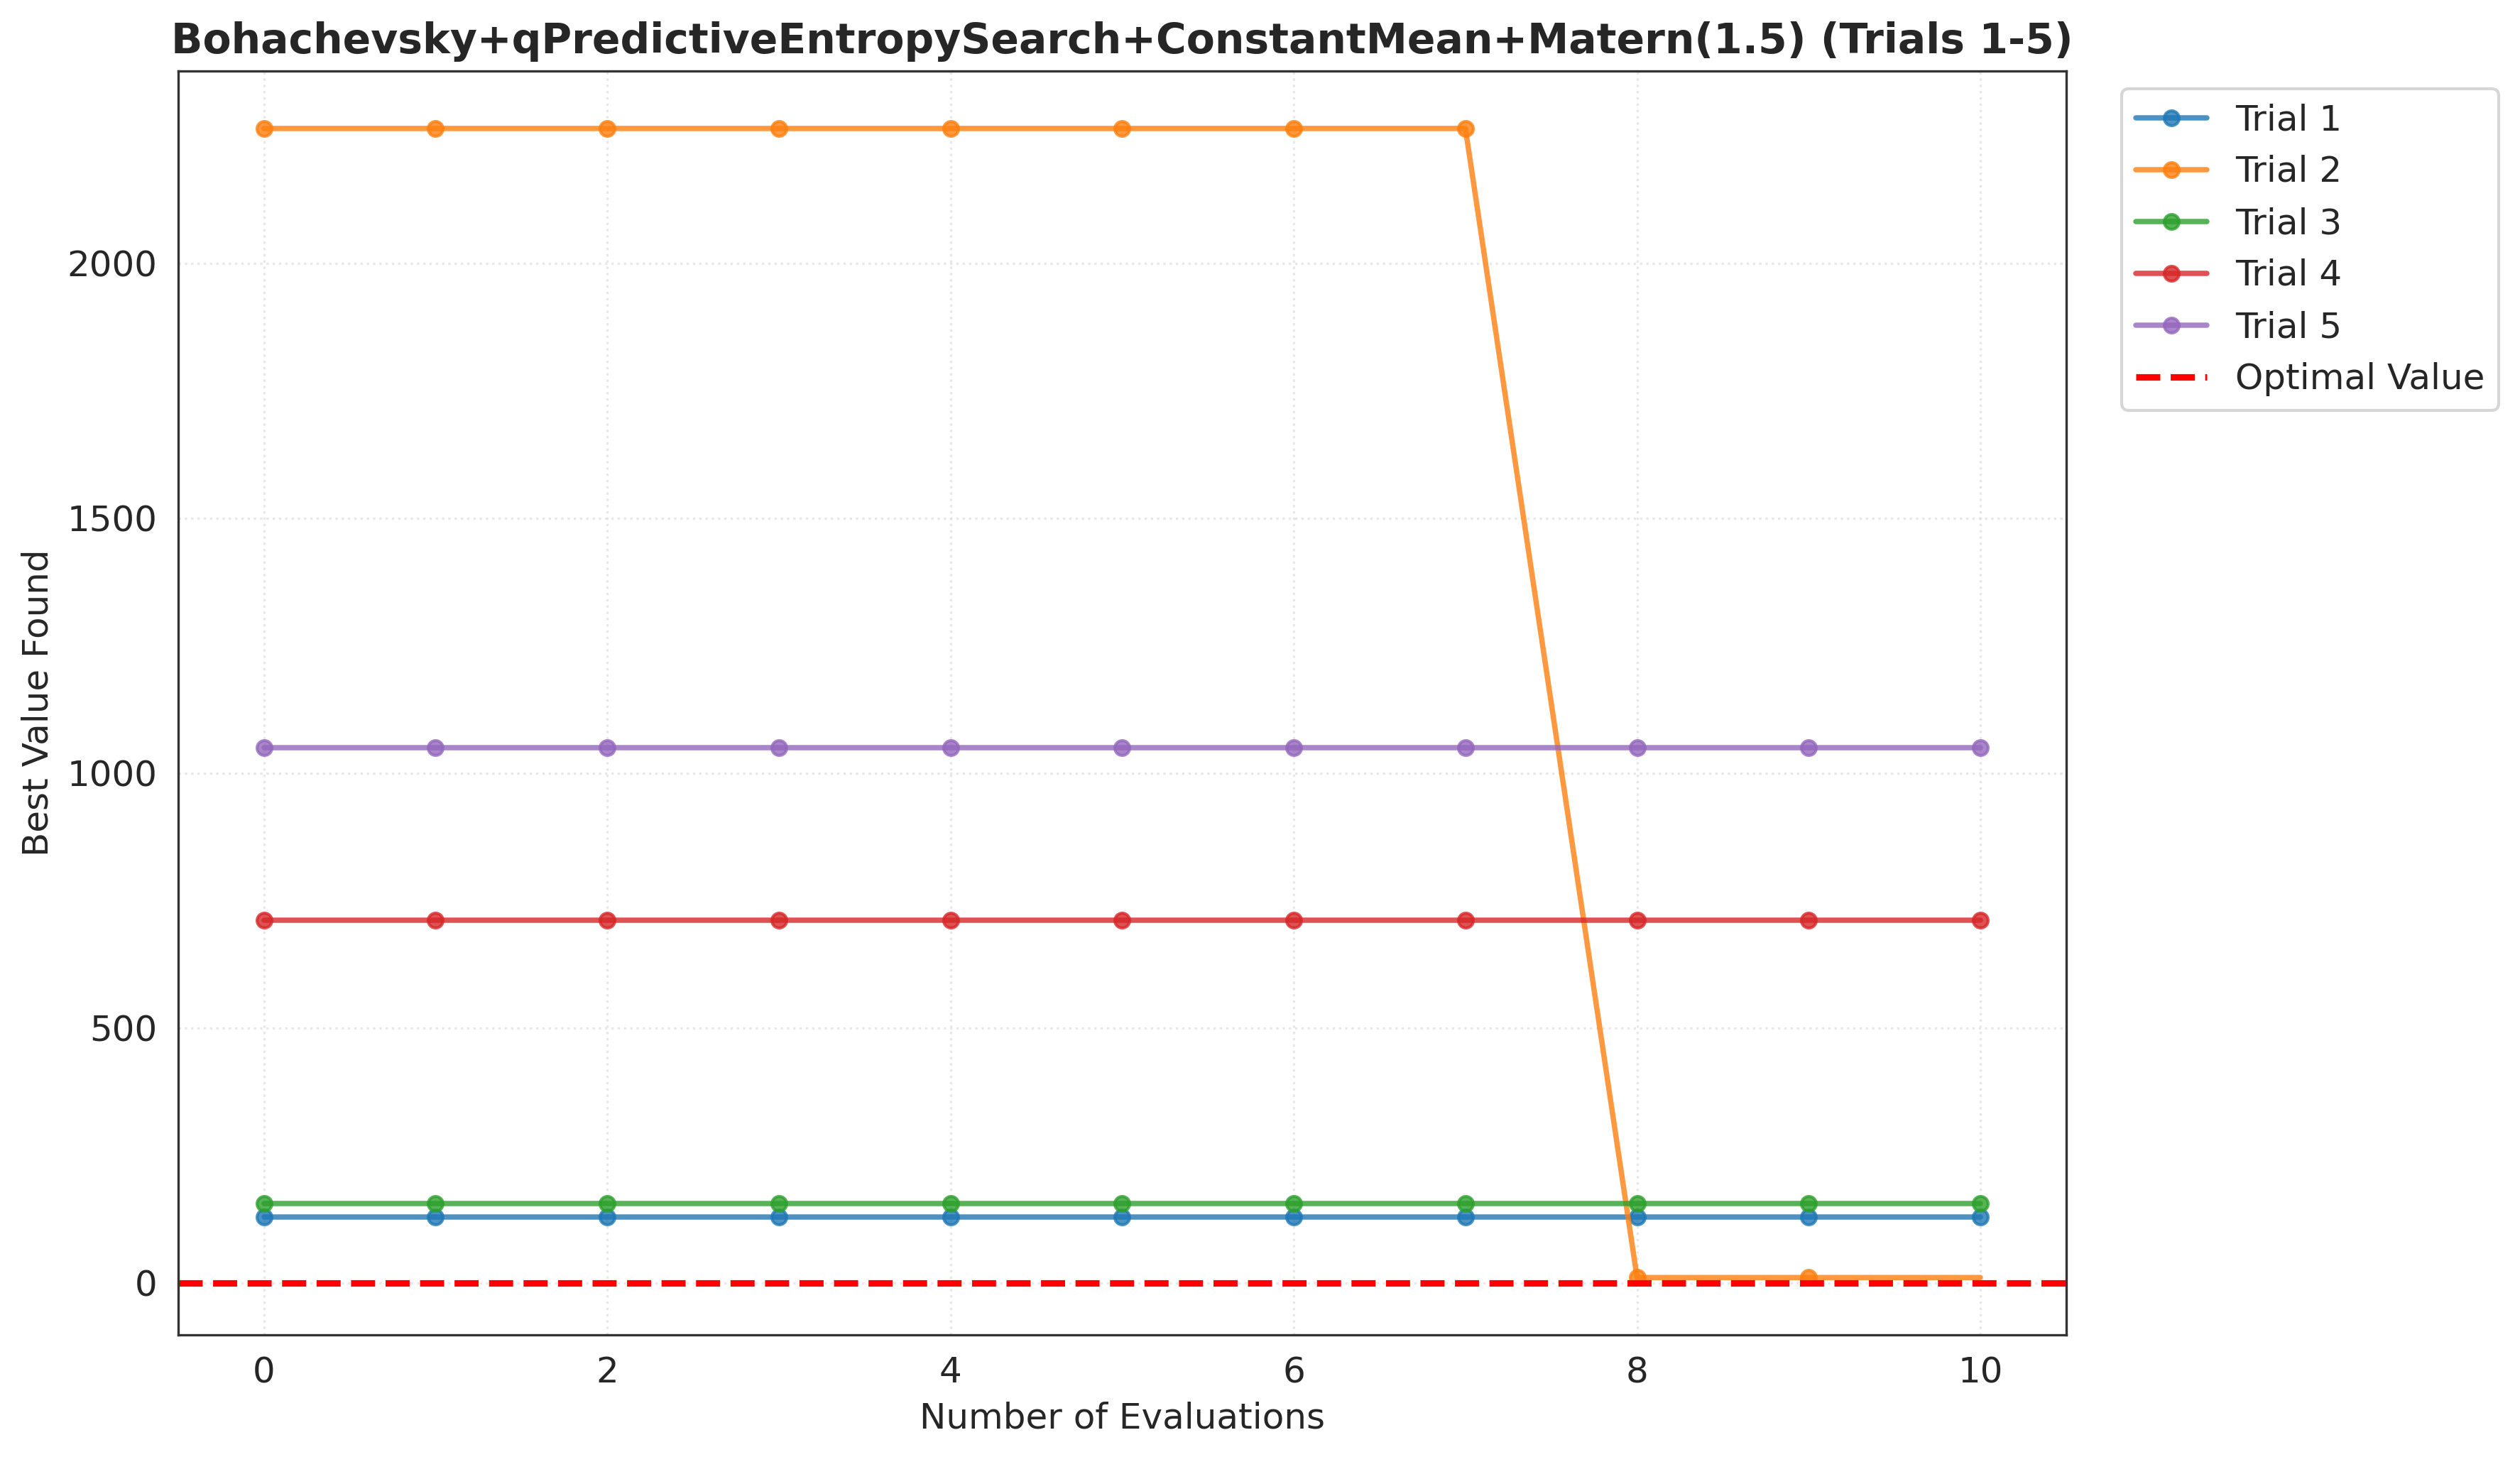 Bohachevsky+qPredictiveEntropySearch+ConstantMean+Matern(1.5) (Trials 1-5)
Trial 1
Trial 2
Trial 3
Trial 4
Trial 5
Optimal Value
Best Value Found
2000
1500
1000
500
0
0 2 4 6 8 10
Number of Evaluations